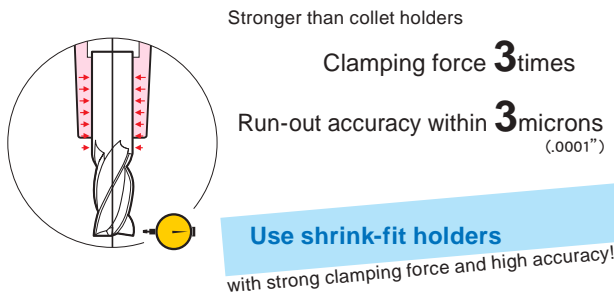 Stronger than collet holders
Clamping force 3times
Run-out accuracy within 3microns
(.0001”)
Use shrink-fit holders
with strong clamping force and high accuracy!